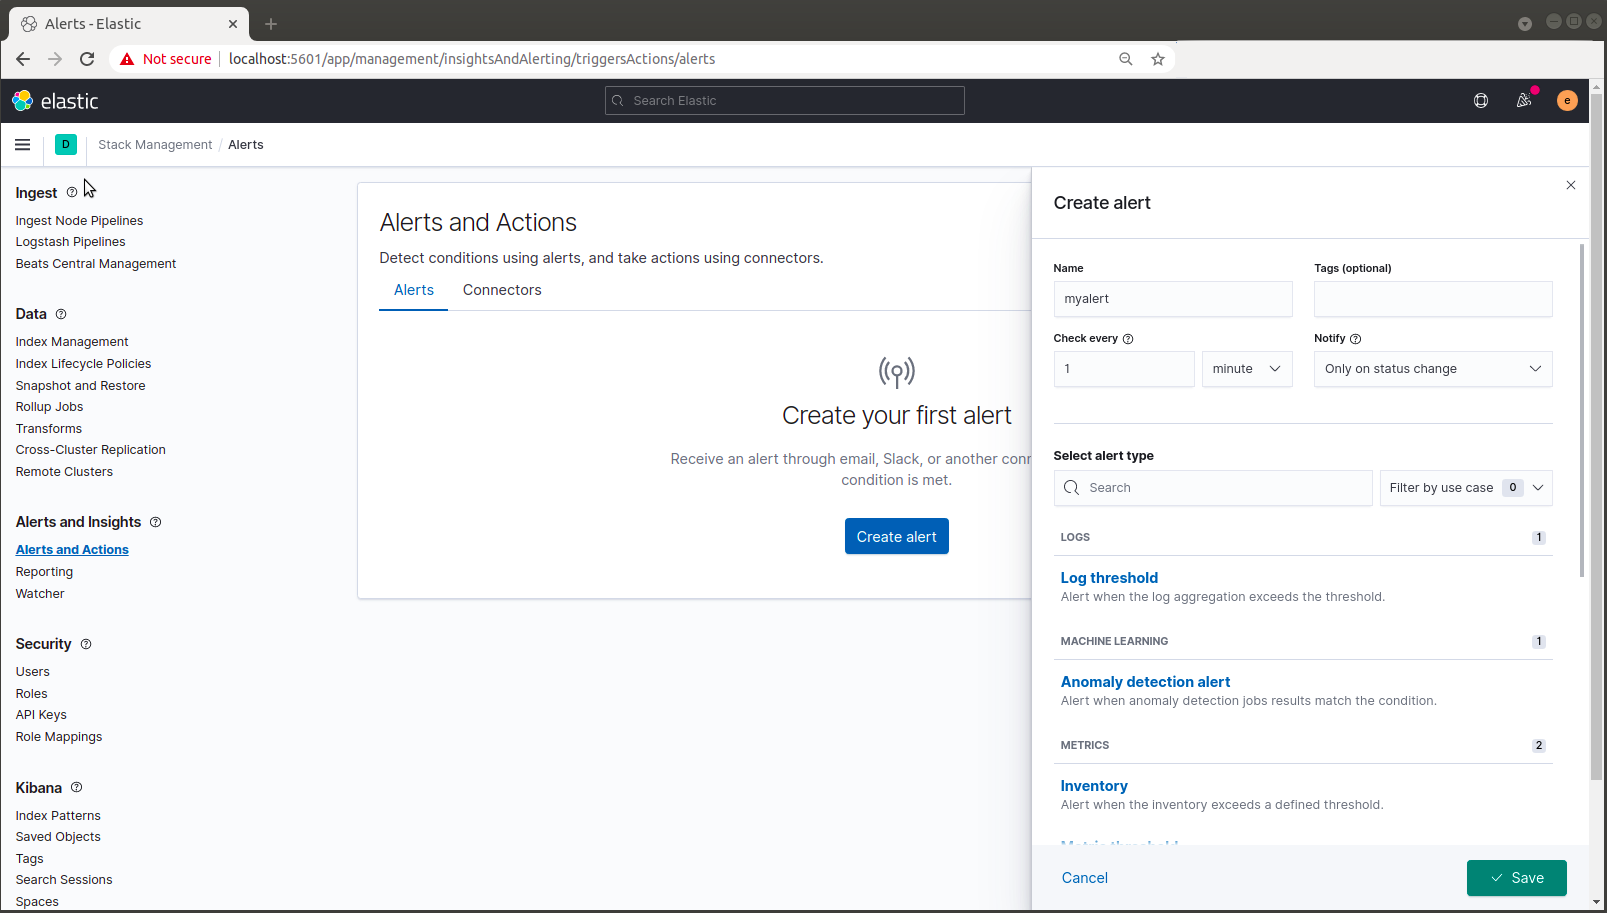 Alerts - Elastic
Not secure
localhost:5601/app/management/insightsAndAlerting/triggersActions/alerts
elastic
Search Elastic
e
D
Stack Management / Alerts
Ingest
Ingest Node Pipelines
Logstash Pipelines
Beats Central Management
Data
Index Management
Index Lifecycle Policies
Snapshot and Restore
Rollup Jobs
Transforms
Cross-Cluster Replication
Remote Clusters
Alerts and Insights
Alerts and Actions
Reporting
Watcher
Security
Users
Roles
API Keys
Role Mappings
Kibana
Index Patterns
Saved Objects
Tags
Search Sessions
Spaces
Alerts and Actions
Detect conditions using alerts, and take actions using connectors.
Alerts Connectors
Create your first alert
Receive an alert through email, Slack, or another
condition is met.
Create alert
Create alert
Name Tags (optional)
myalert
Check every Notify
1 minute Only on status change
Select alert type
Search Filter by use case 0
LOGS 1
Log threshold
Alert when the log aggregation exceeds the threshold.
MACHINE LEARNING 1
Anomaly detection alert
Alert when anomaly detection jobs results match the condition.
METRICS 2
Inventory
Alert when the inventory exceeds a defined threshold.
Metric threshold
Cancel Save